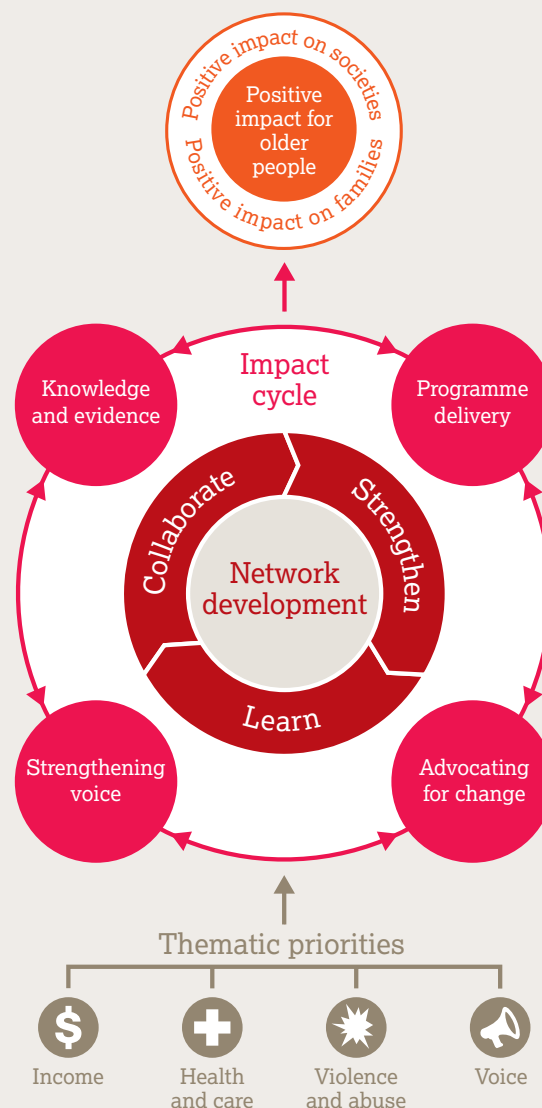 Positive impact on societies
Positive
impact for
older
people
Positive impact on families
Impact
cycle
Knowledge
and evidence
Programme
delivery
Collaborate
Strengthen
Network
development
Learn
Strengthening
voice
Advocating
for change
Thematic priorities
$
Income
Health
and care
Violence
and abuse
Voice